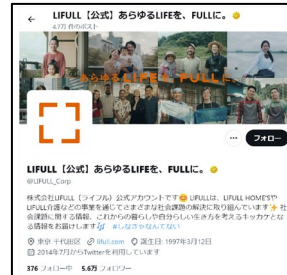 LIFULL【公式】あらゆるLIFEを、FULLに。
4.7万 件のポスト
あらゆるLIFEを、FULLに。
フォロー
LIFULL【公式】あらゆるLIFEを、FULLに。
@LIFULL_Corp
株式会社LIFULL（ライフル）公式アカウントです😊 LIFULLは、LIFULL HOME'Sや
LIFULL介護などの事業を通じてさまざまな社会課題の解決に取り組んでいます✨ 社
会課題に関する情報、これからの暮らしや自分らしい生き方を考えるキッカケとな
る情報をお届けします #しなきゃなんてない
東京 千代田区 lifull.com 誕生日: 1997年3月12日
2014年7月からTwitterを利用しています
376 フォロー中 5.6万 フォロワー